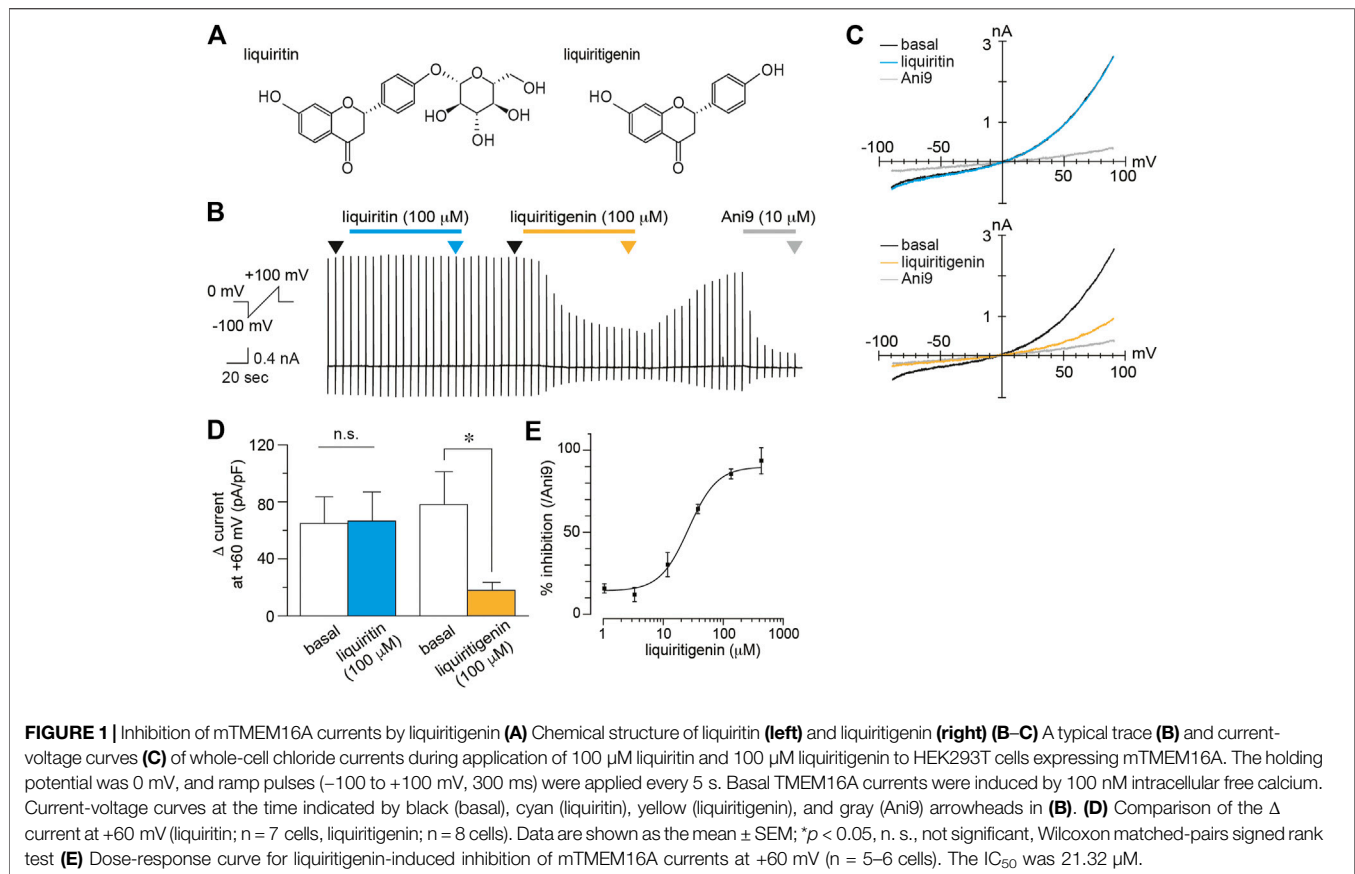 A
liquiritin
liquiritigenin
HO
O
O
O
O
OH
HO
OH
OH
HO
O
O
OH
B
liquiritin (100 μM)
liquiritigenin (100 μM)
Ani9 (10 μM)
+100 mV
0 mV
-100 mV
0.4 nA
20 sec
C
nA
3
basal
liquiritin
Ani9
1
-100
-50
50
100
mV
nA
3
basal
liquiritigenin
Ani9
1
-100
-50
50
100
mV
D
n.s.
*
120
80
40
0
Δ current
at +60 mV (pA/pF)
basal
liquiritin
(100 μM)
basal
liquiritigenin
(100 μM)
E
100
50
0
% inhibition (/Ani9)
1 10 100 1000
liquiritigenin (μM)
FIGURE 1 | Inhibition of mTMEM16A currents by liquiritigenin (A) Chemical structure of liquiritin (left) and liquiritigenin (right) (B–C) A typical trace (B) and current-
voltage curves (C) of whole-cell chloride currents during application of 100 μM liquiritin and 100 μM liquiritigenin to HEK293T cells expressing mTMEM16A. The holding
potential was 0 mV, and ramp pulses (−100 to +100 mV, 300 ms) were applied every 5 s. Basal TMEM16A currents were induced by 100 nM intracellular free calcium.
Current-voltage curves at the time indicated by black (basal), cyan (liquiritin), yellow (liquiritigenin), and gray (Ani9) arrowheads in (B). (D) Comparison of the Δ
current at +60 mV (liquiritin; n = 7 cells, liquiritigenin; n = 8 cells). Data are shown as the mean ± SEM; *p < 0.05, n. s., not significant, Wilcoxon matched-pairs signed rank
test (E) Dose-response curve for liquiritigenin-induced inhibition of mTMEM16A currents at +60 mV (n = 5–6 cells). The IC50 was 21.32 μM.